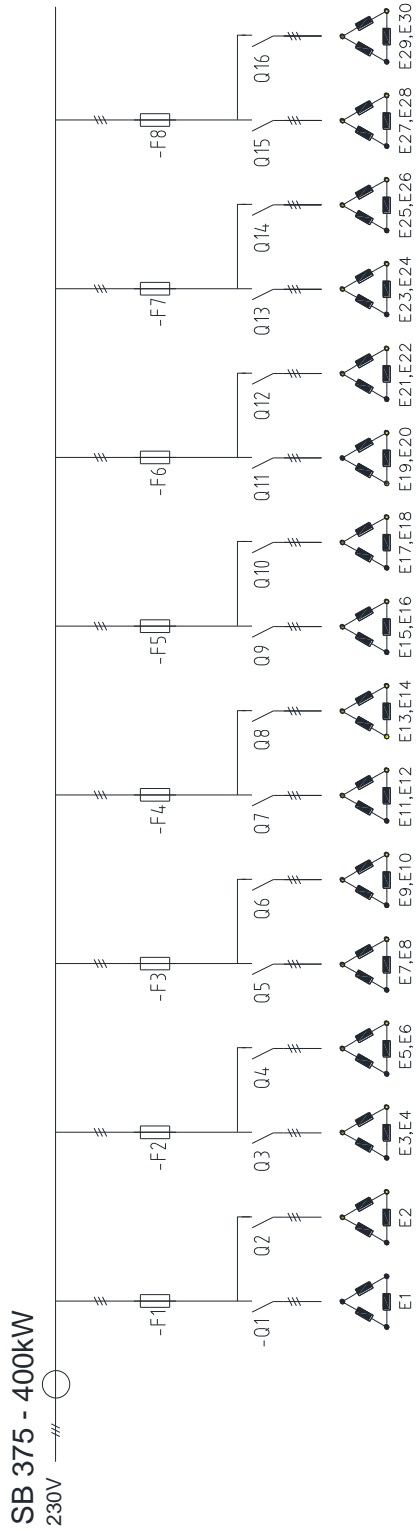 SB 375 - 400kW
230V
-F1 -F2 -F3 -F4 -F5 -F6 -F7 -F8
-Q1 Q2 Q3 Q4 Q5 Q6 Q7 Q8 Q9 Q10 Q11 Q12 Q13 Q14 Q15 Q16
E1 E2 E3,E4 E5,E6 E7,E8 E9,E10 E11,E12 E13,E14 E15,E16 E17,E18 E19,E20 E21,E22 E23,E24 E25,E26 E27,E28 E29,E30